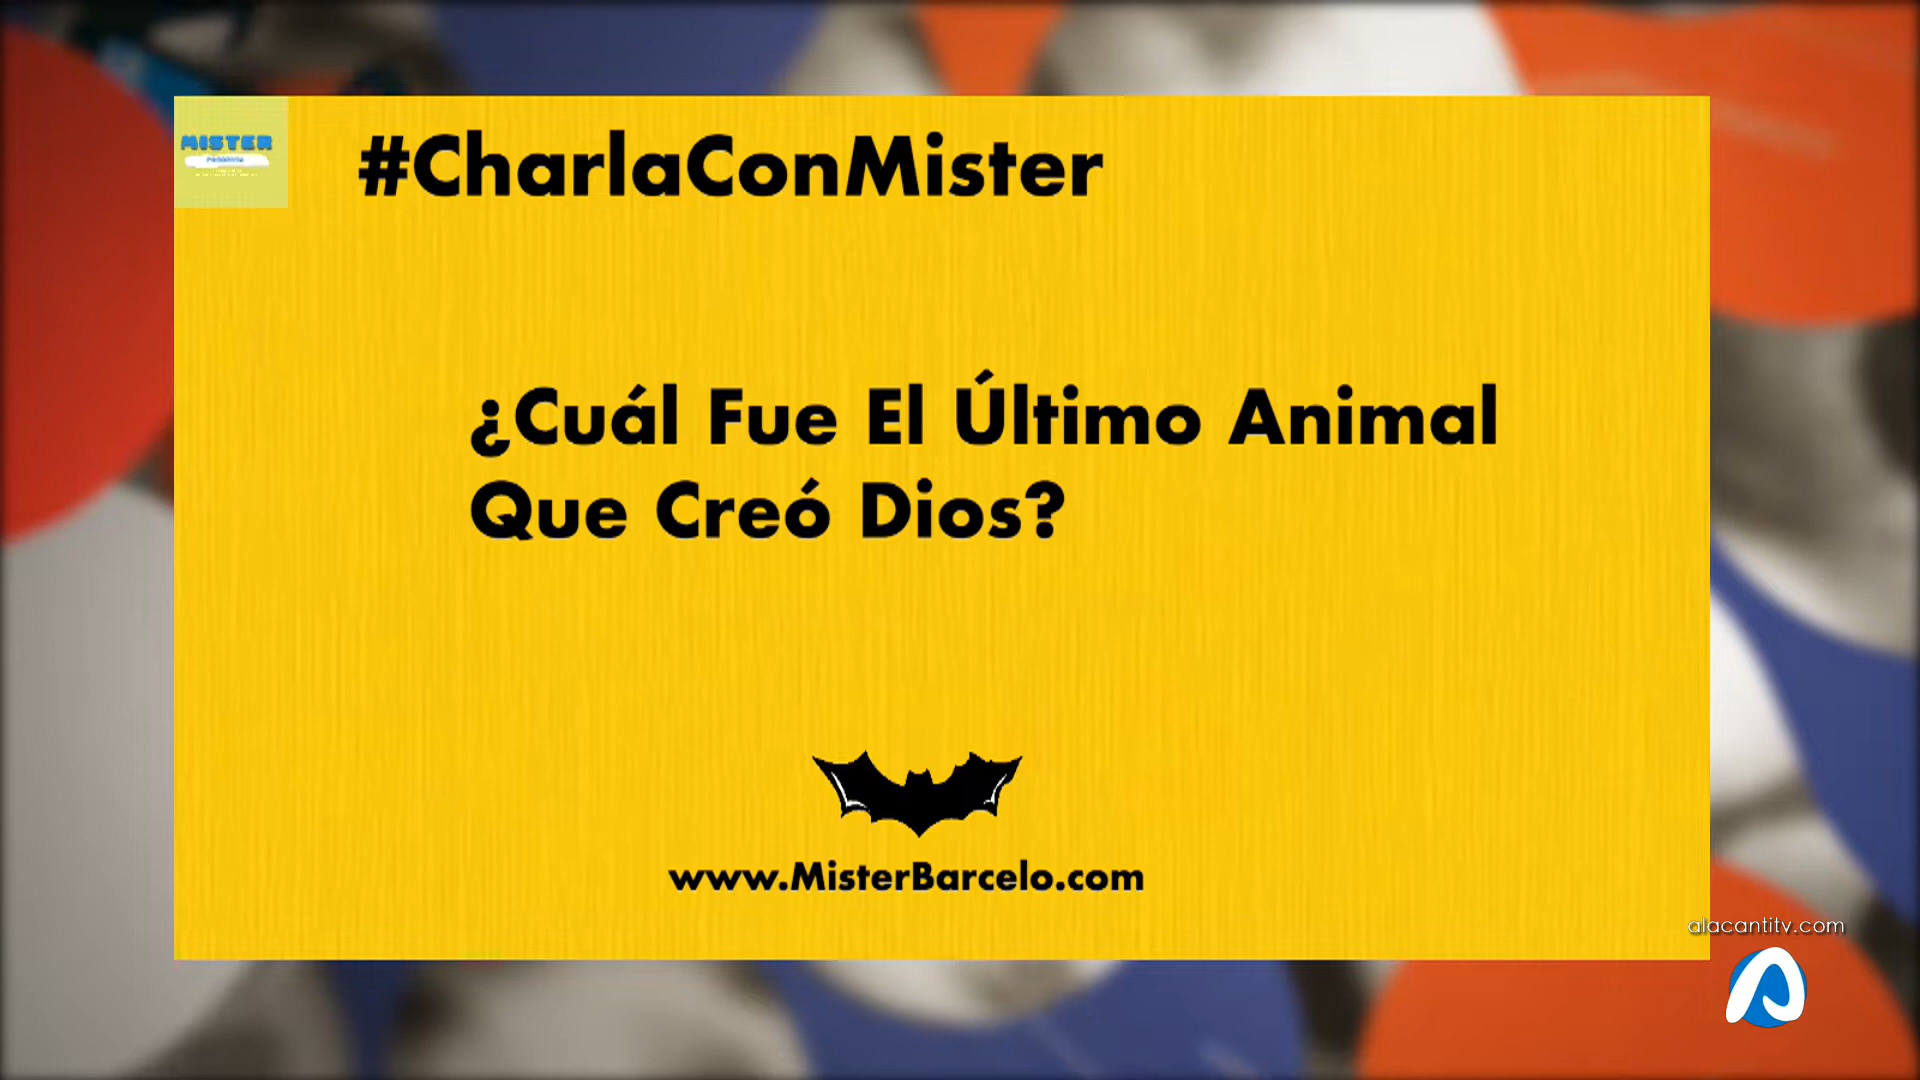 MISTER
#CharlaConMister
¿Cuál Fue El Último Animal
Que Creó Dios?
www.MisterBarcelo.com
alacantitv.com